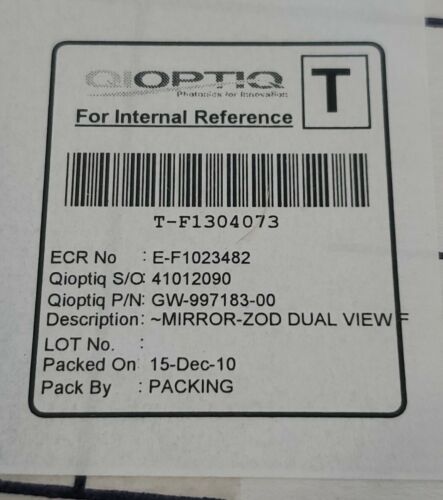 QIOPTIQ
Photonics for Innovation
T
For Internal Reference
T-F1304073
ECR No : E-F1023482
Qioptiq S/O: 41012090
Qioptiq P/N: GW-997183-00
Description : ~MIRROR-ZOD DUAL VIEW F
LOT No. :
Packed On : 15-Dec-10
Pack By : PACKING